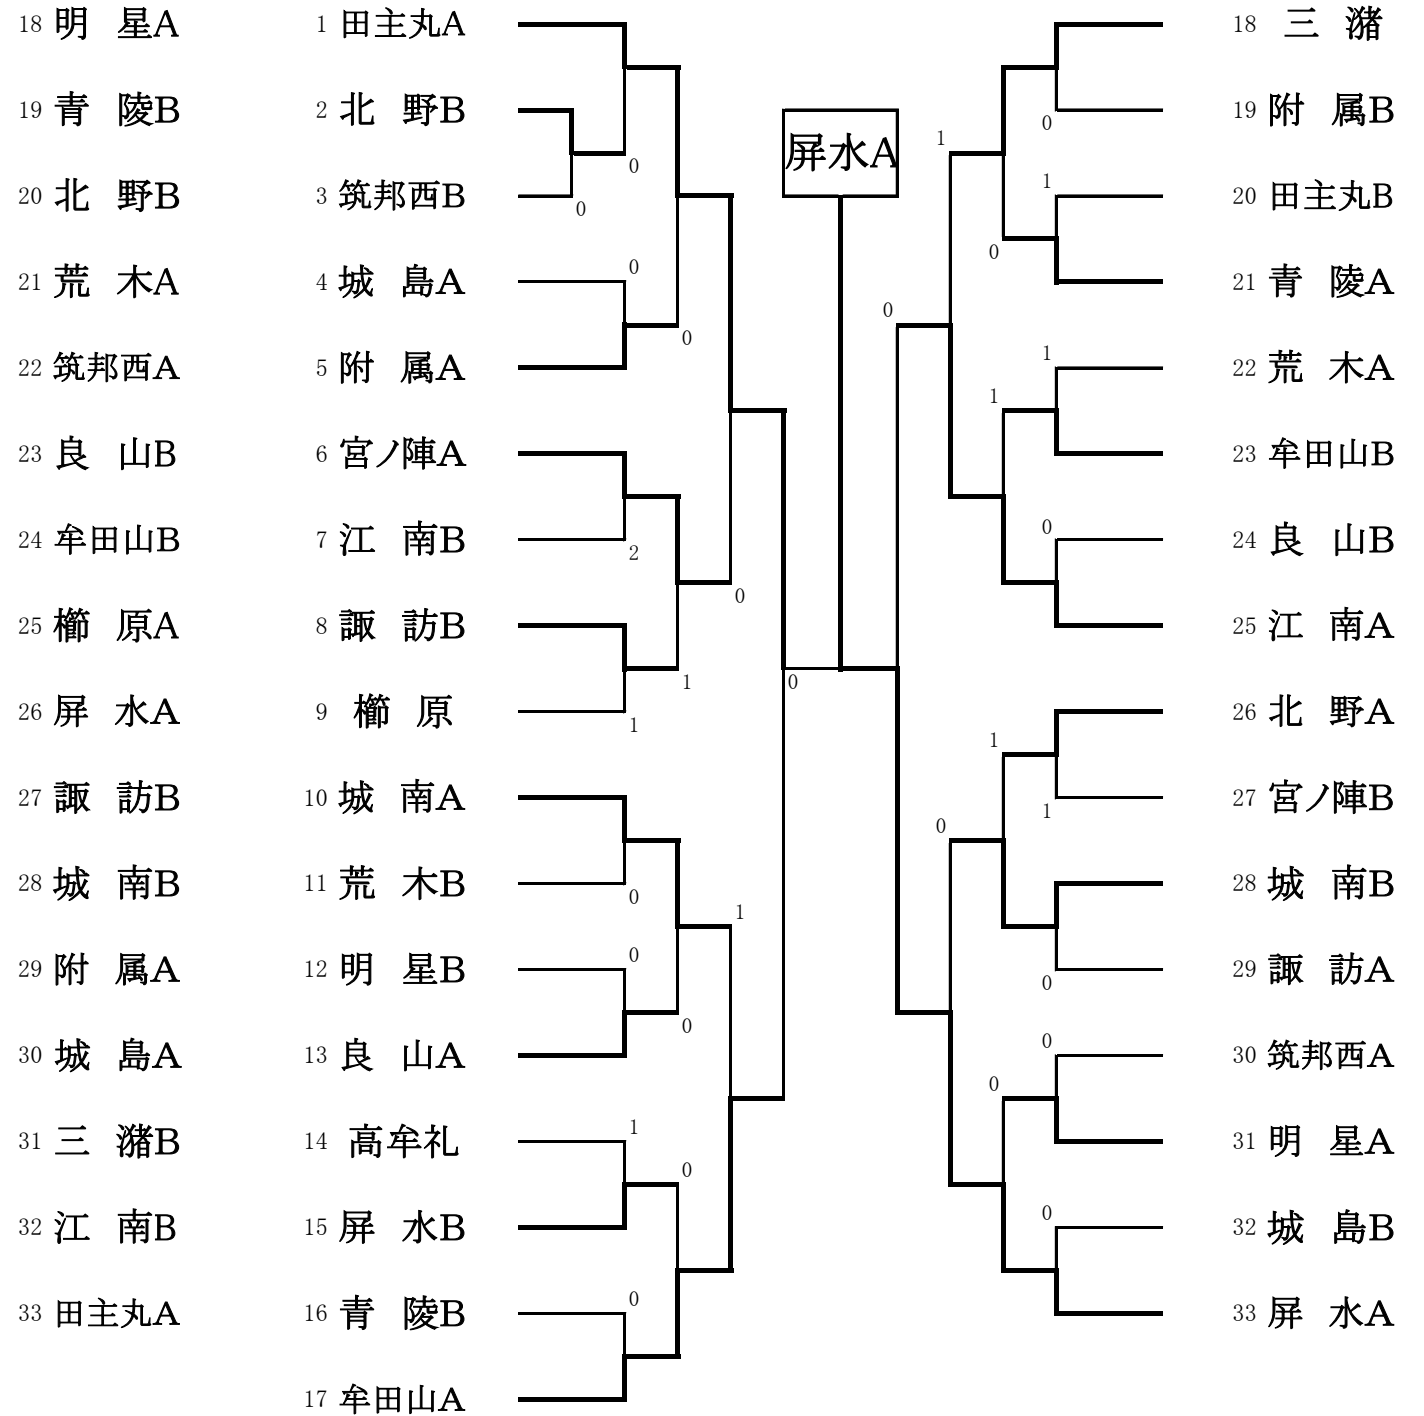 18 明 星A 1 田主丸A 18 三 潴
19 青 陵B 2 北 野B 19 附 属B
屏水A
0 1
0
20 北 野B 3 筑邦西B 1 20 田主丸B
0
0 0
21 荒 木A 4 城 島A 21 青 陵A
0
0
22 筑邦西A 5 附 属A 1 22 荒 木A
1
23 良 山B 6 宮ノ陣A 23 牟田山B
0
24 牟田山B 7 江 南B 24 良 山B
2
0
25 櫛 原A 8 諏 訪B 25 江 南A
1 0
26 屏 水A 9 櫛 原 26 北 野A
1 1
27 諏 訪B 10 城 南A 27 宮ノ陣B
1
0
28 城 南B 11 荒 木B 28 城 南B
0
1
0
29 附 属A 12 明 星B 29 諏 訪A
0
0 0
30 城 島A 13 良 山A 30 筑邦西A
0
1
31 三 潴B 14 高牟礼 31 明 星A
0
0
32 江 南B 15 屏 水B 32 城 島B
0
33 田主丸A 16 青 陵B 33 屏 水A
17 牟田山A